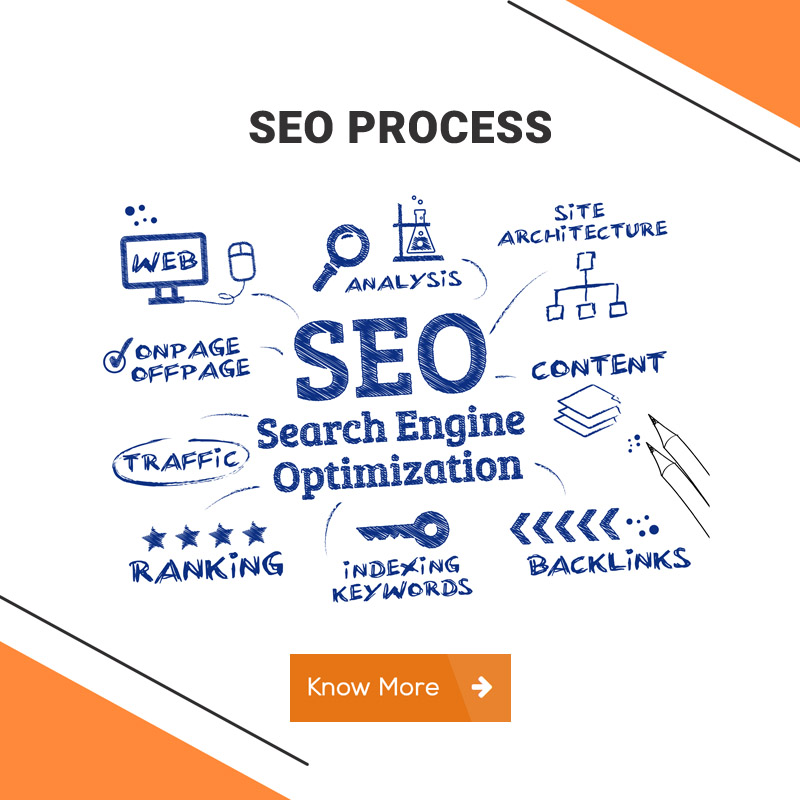 SEO PROCESS
WEB
ANALYSIS
SITE
ARCHITECTURE
ONPAGE
OFFPAGE
SEO
Search Engine
Optimization
CONTENT
TRAFFIC
RANKING
INDEXING
KEYWORDS
BACKLINKS
Know More